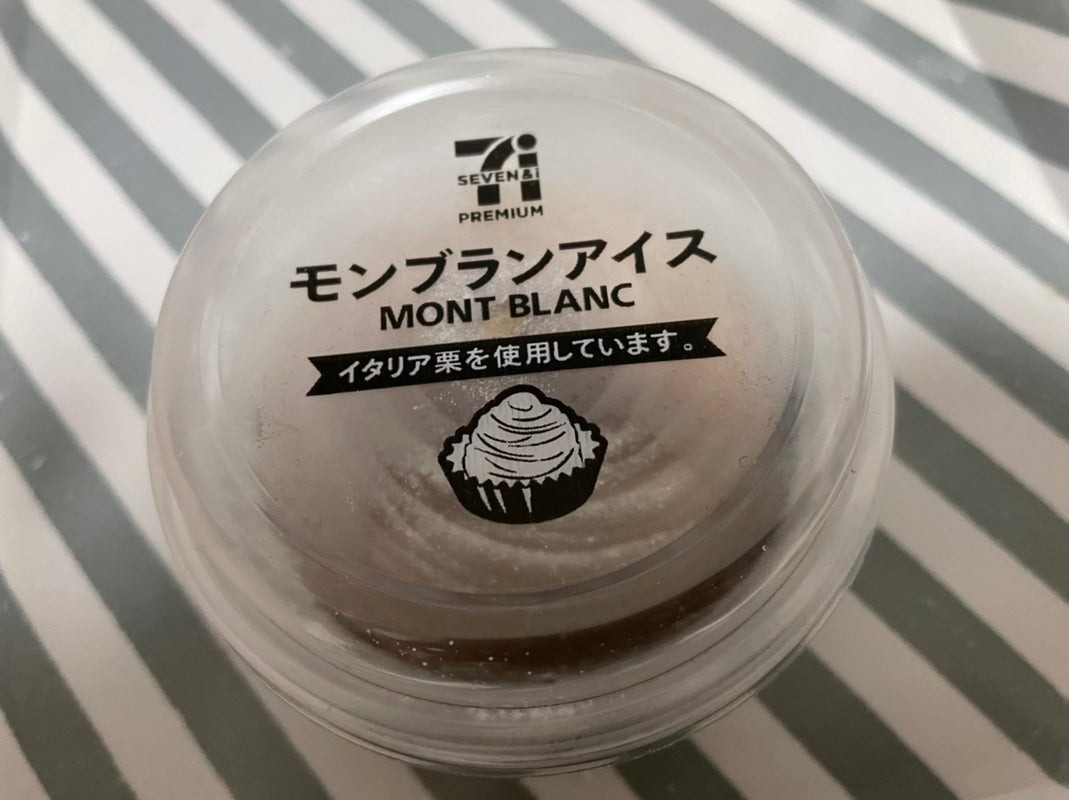 7i
SEVEN&i
PREMIUM
モンブランアイス
MONT BLANC
イタリア栗を使用しています。